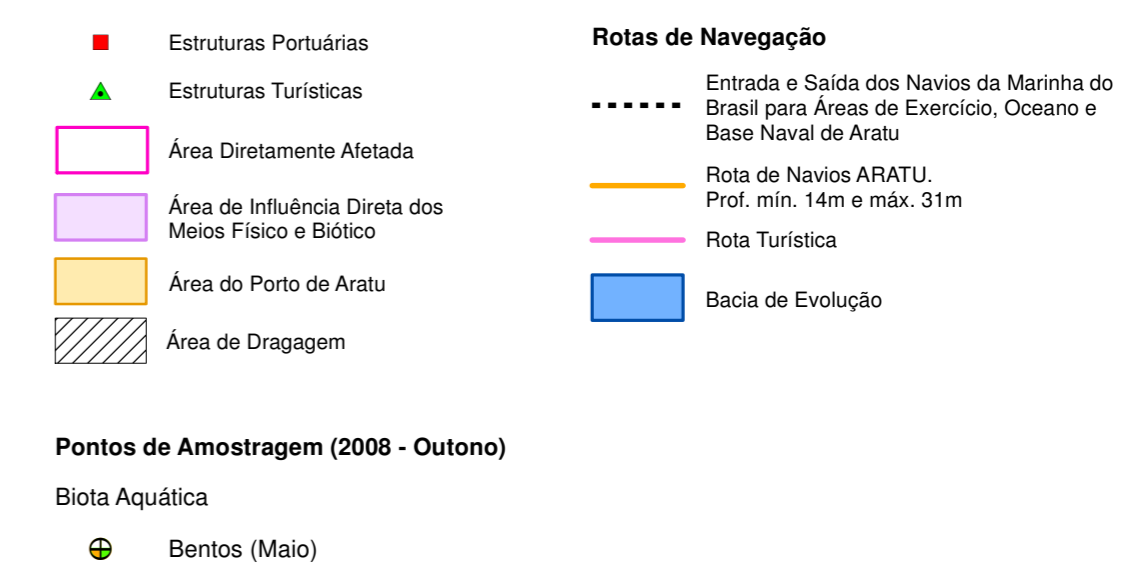 Estruturas Portuárias
Estruturas Turísticas
Área Diretamente Afetada
Área de Influência Direta dos
Meios Físico e Biótico
Área do Porto de Aratu
Área de Dragagem
Rotas de Navegação
Entrada e Saída dos Navios da Marinha do
Brasil para Áreas de Exercício, Oceano e
Base Naval de Aratu
Rota de Navios ARATU.
Prof. mín. 14m e máx. 31m
Rota Turística
Bacia de Evolução
Pontos de Amostragem (2008 - Outono)
Biota Aquática
Bentos (Maio)